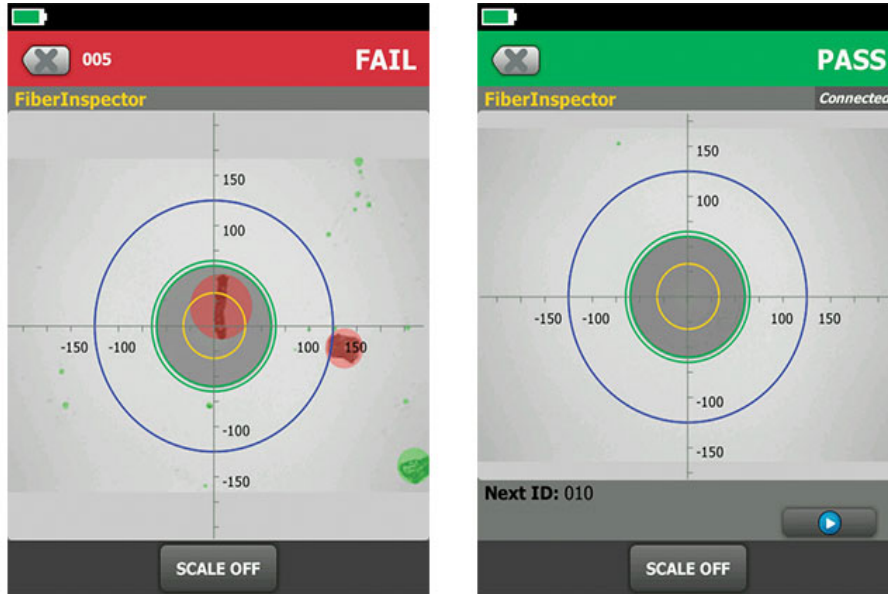 005 FAIL
FiberInspector
150
100
-150 -100 100 150
-100
-150
SCALE OFF
PASS
FiberInspector Connected
150
100
-150 -100 100 150
-100
-150
Next ID: 010
SCALE OFF